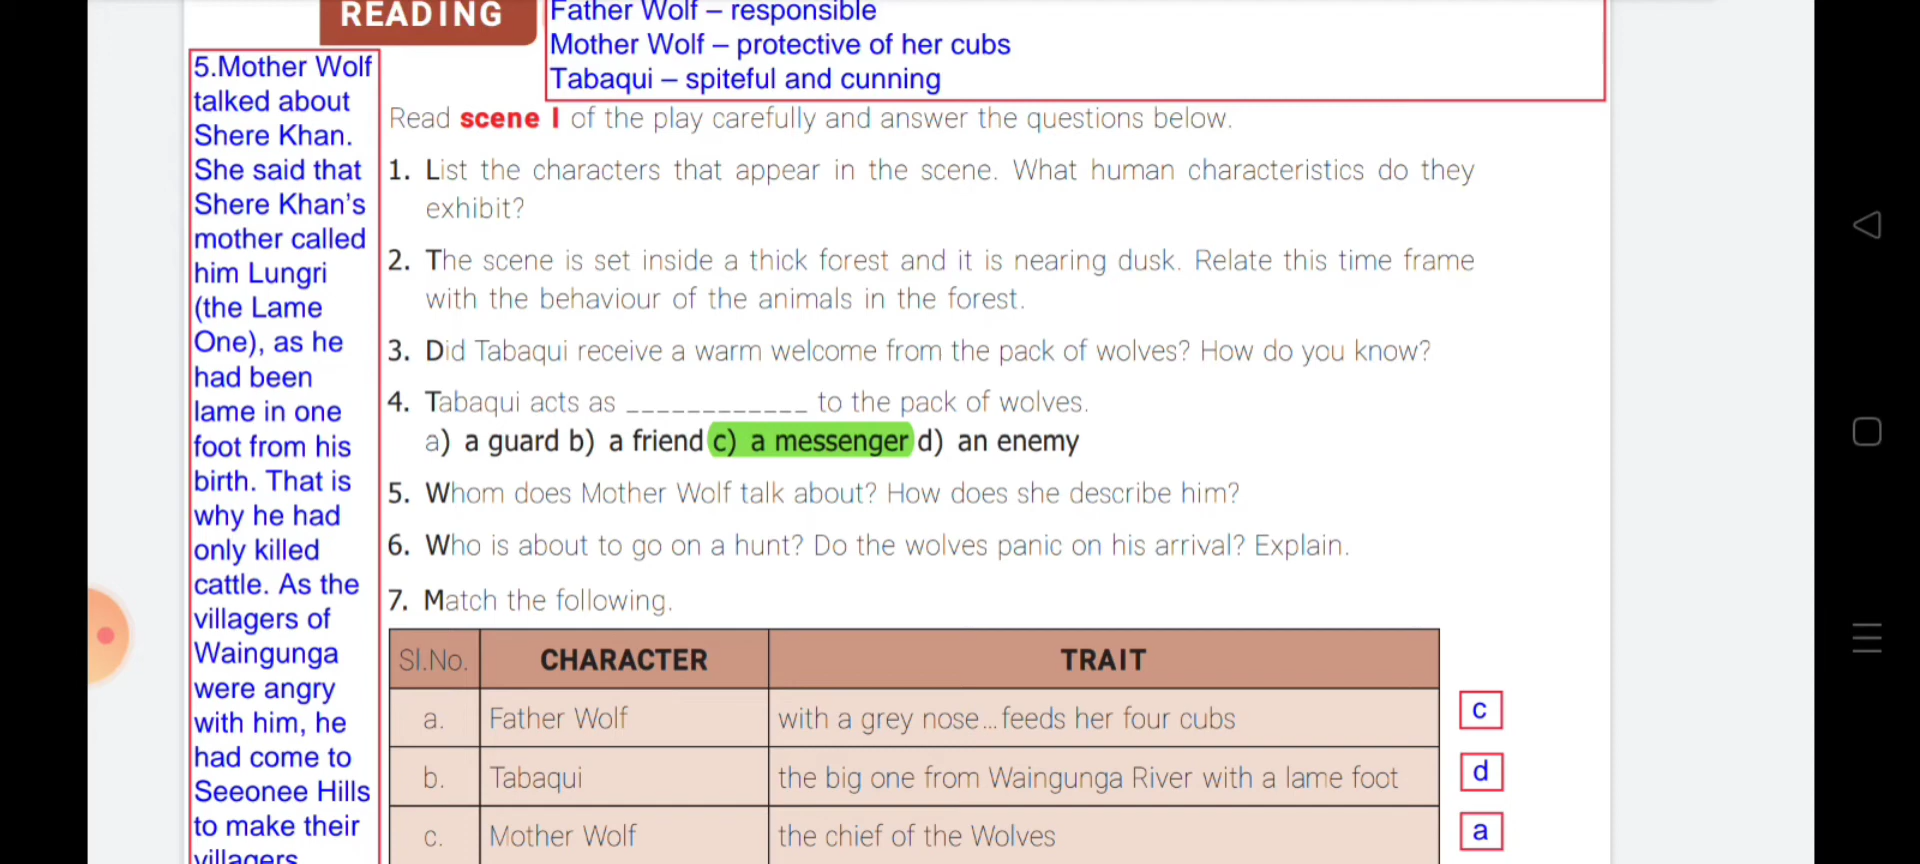 READING
Father Wolf – responsible
Mother Wolf – protective of her cubs
Tabaqui – spiteful and cunning
5.Mother Wolf
talked about
Shere Khan.
She said that
Shere Khan’s
mother called
him Lungri
(the Lame
One), as he
had been
lame in one
foot from his
birth. That is
why he had
only killed
cattle. As the
villagers of
Waingunga
were angry
with him, he
had come to
Seeonee Hills
to make their
villagers
Read scene I of the play carefully and answer the questions below.
1. List the characters that appear in the scene. What human characteristics do they
exhibit?
2. The scene is set inside a thick forest and it is nearing dusk. Relate this time frame
with the behaviour of the animals in the forest.
3. Did Tabaqui receive a warm welcome from the pack of wolves? How do you know?
4. Tabaqui acts as ____________ to the pack of wolves.
a) a guard b) a friend c) a messenger d) an enemy
5. Whom does Mother Wolf talk about? How does she describe him?
6. Who is about to go on a hunt? Do the wolves panic on his arrival? Explain.
7. Match the following.
Sl.No. CHARACTER TRAIT
a. Father Wolf with a grey nose...feeds her four cubs c
b. Tabaqui the big one from Waingunga River with a lame foot d
c. Mother Wolf the chief of the Wolves a